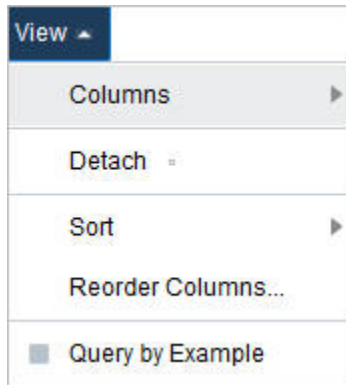 View
Columns
Detach
Sort
Reorder Columns...
Query by Example